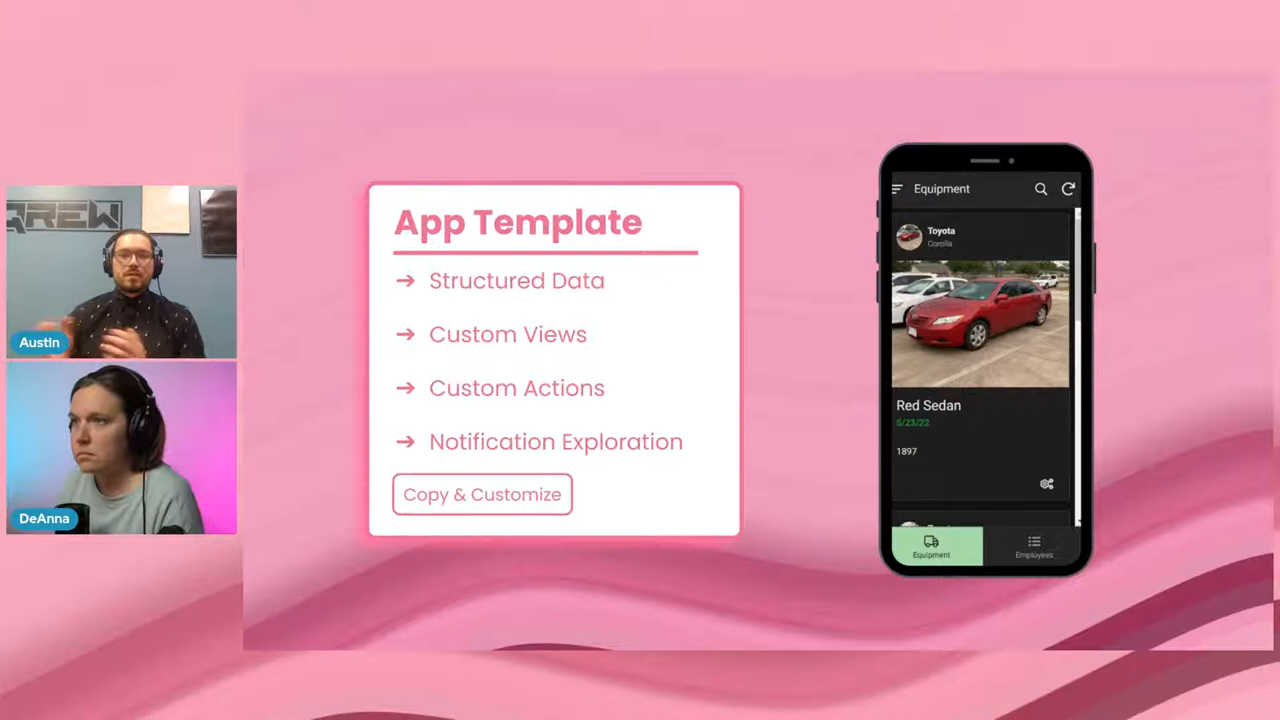 QREW
Austin
DeAnna
App Template
→ Structured Data
→ Custom Views
→ Custom Actions
→ Notification Exploration
Copy & Customize
Equipment
Toyota
Corolla
Red Sedan
5/23/22
1897
Equipment
Employees